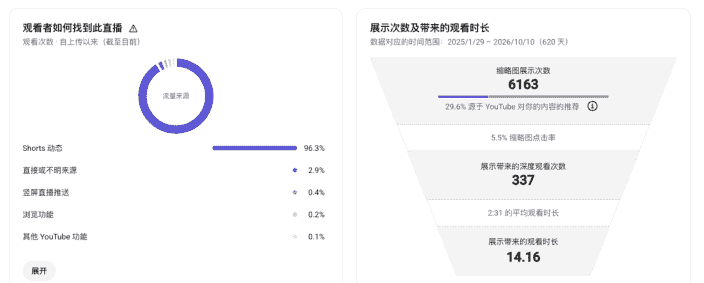 观看者如何找到此直播
观看次数 · 自上传以来（截至目前）
流量来源
Shorts 动态 96.3%
直接或不明来源 2.9%
竖屏直播推送 0.4%
浏览功能 0.2%
其他 YouTube 功能 0.1%
展开
展示次数及带来的观看时长
数据对应的时间范围：2025/1/29 – 2026/10/10（620 天）
缩略图展示次数
6163
29.6% 源于 YouTube 对你的内容的推荐
5.5% 缩略图点击率
展示带来的深度观看次数
337
2:31 的平均观看时长
展示带来的观看时长
14.16